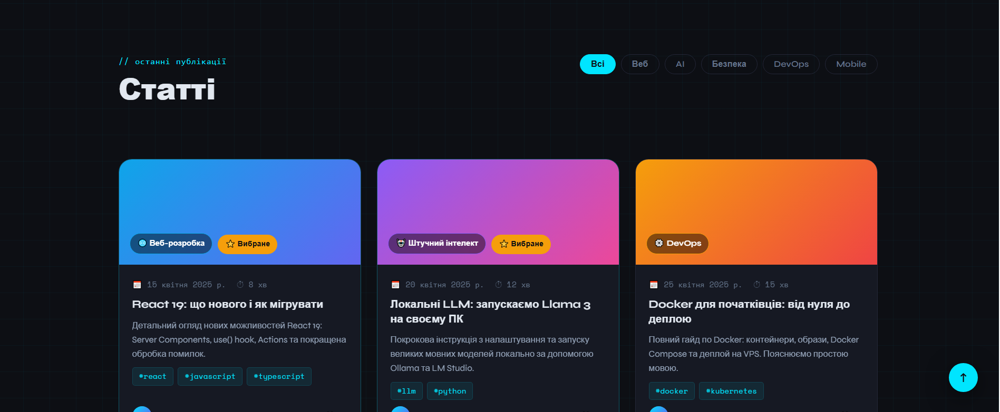 // останні публікації
Статті
Всі
Веб
AI
Безпека
DevOps
Mobile
Веб-розробка
Вибране
15 квітня 2025 р. 8 хв
React 19: що нового і як мігрувати
Детальний огляд нових можливостей React 19:
Server Components, use() hook, Actions та покращена
обробка помилок.
#react
#javascript
#typescript
Штучний інтелект
Вибране
20 квітня 2025 р. 12 хв
Локальні LLM: запускаємо Llama 3
на своєму ПК
Покрокова інструкція з налаштування та запуску
великих мовних моделей локально за допомогою
Ollama та LM Studio.
#llm
#python
DevOps
25 квітня 2025 р. 15 хв
Docker для початківців: від нуля до
деплою
Повний гайд по Docker: контейнери, образи, Docker
Compose та деплой на VPS. Пояснюємо простою
мовою.
#docker
#kubernetes